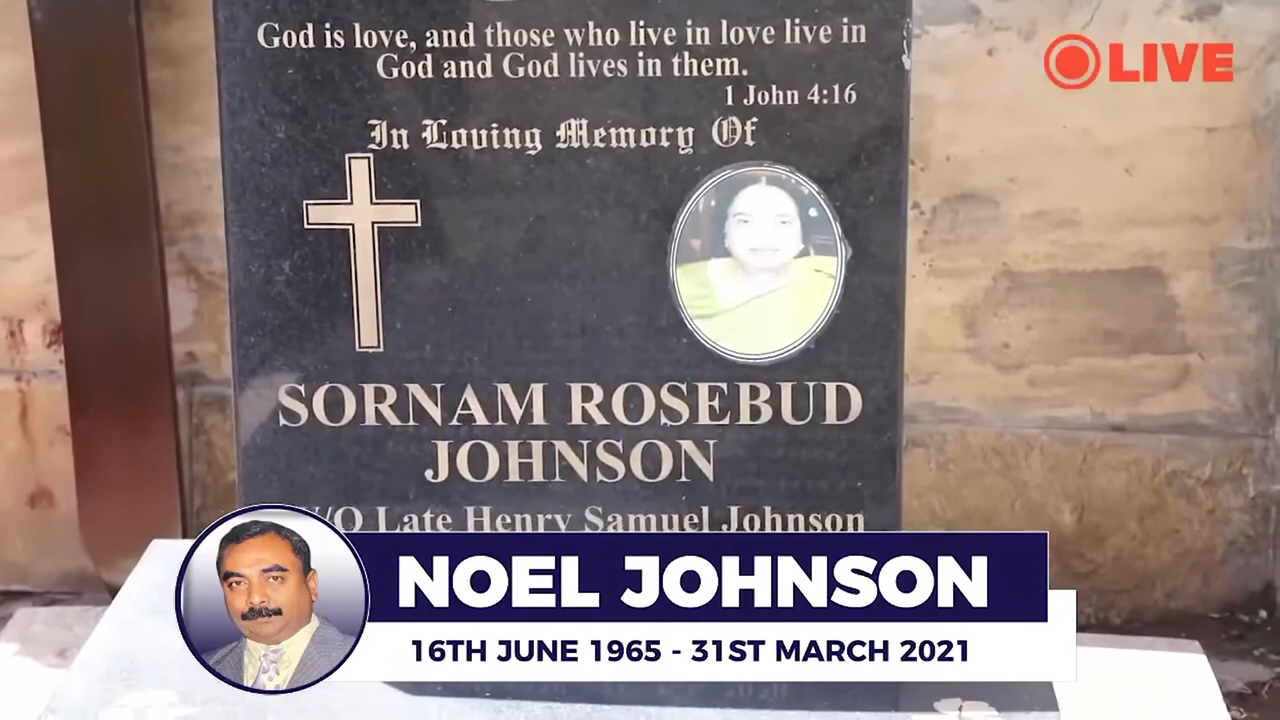 God is love, and those who live in love live in
God and God lives in them.
1 John 4:16
LIVE
In Loving Memory Of
SORNAM ROSEBUD
JOHNSON
Late Henry Samuel Johnson
NOEL JOHNSON
16TH JUNE 1965 - 31ST MARCH 2021